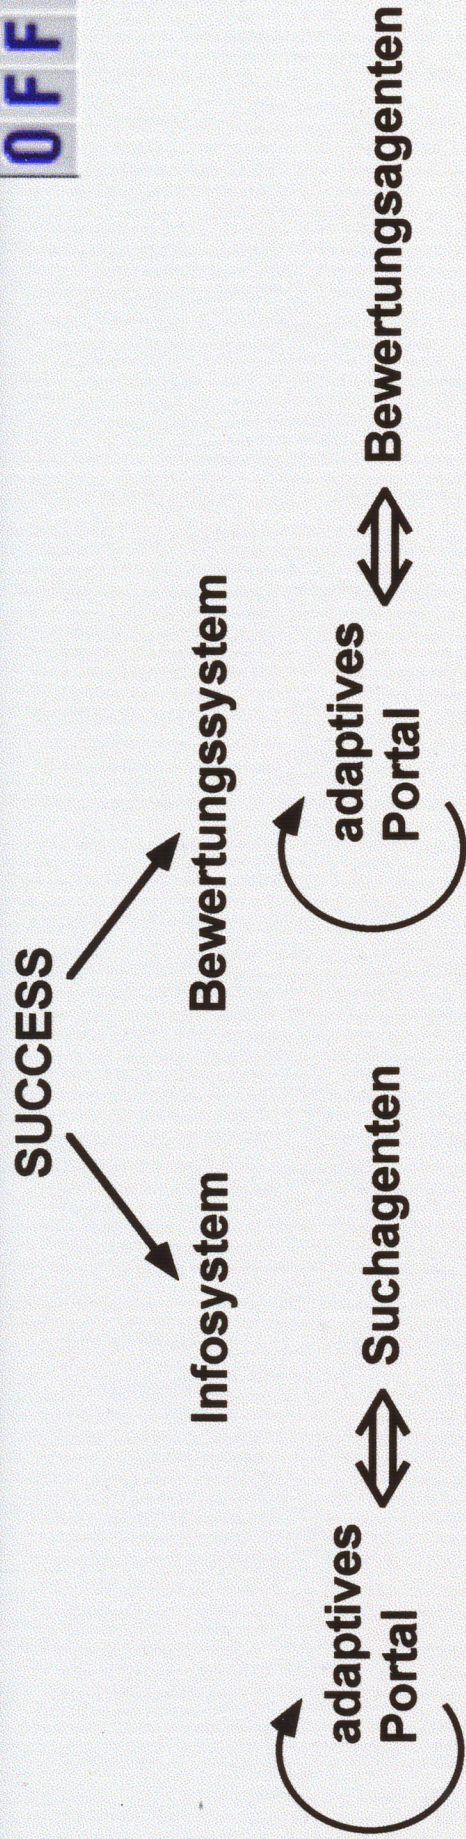 OFF
SUCCESS
Infosystem Bewertungssystem
adaptives Portal ⇔ Suchagenten
adaptives Portal ⇔ Bewertungsagenten